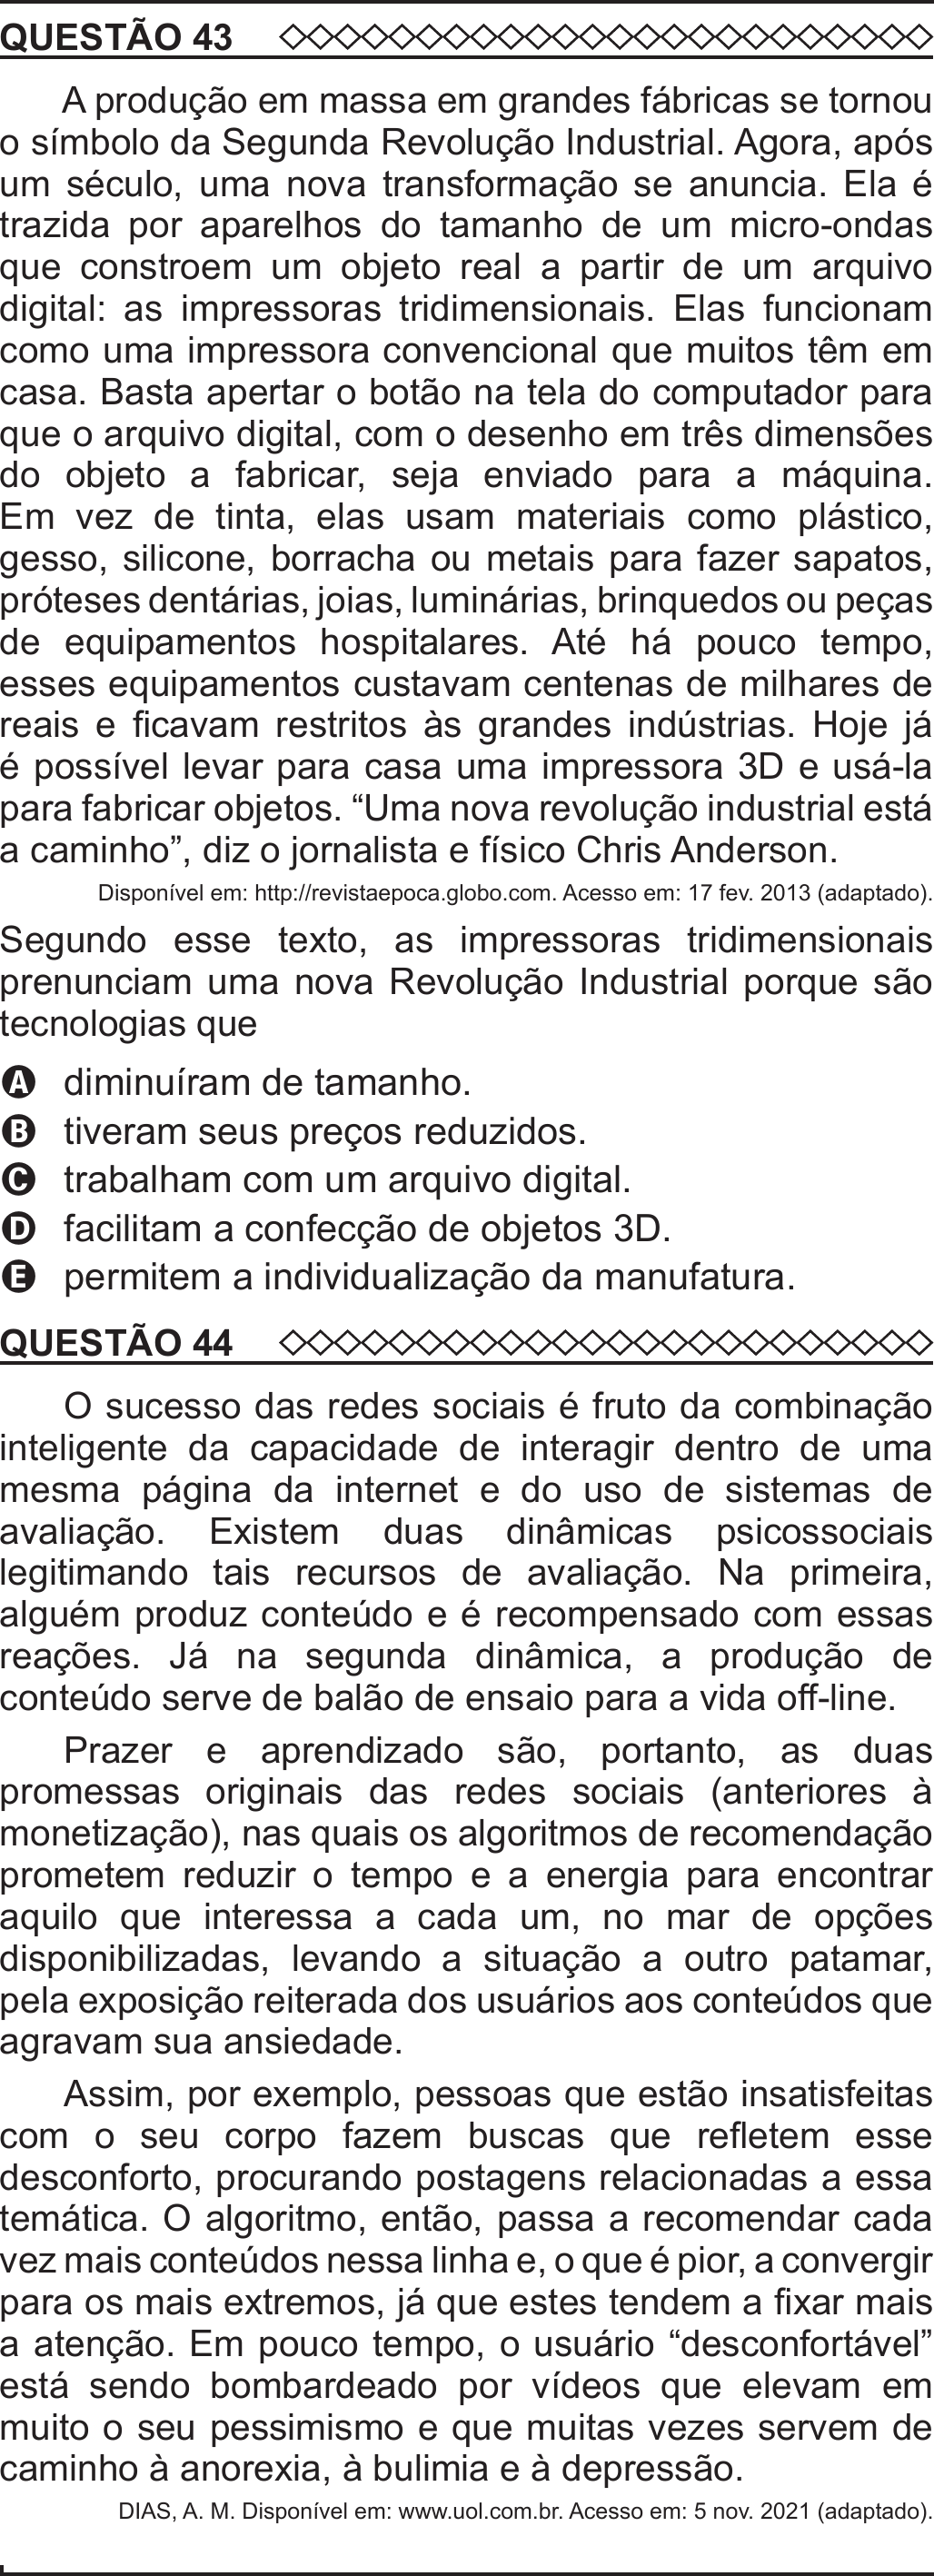 QUESTÃO 43
A produção em massa em grandes fábricas se tornou
o símbolo da Segunda Revolução Industrial. Agora, após
um século, uma nova transformação se anuncia. Ela é
trazida por aparelhos do tamanho de um micro-ondas
que constroem um objeto real a partir de um arquivo
digital: as impressoras tridimensionais. Elas funcionam
como uma impressora convencional que muitos têm em
casa. Basta apertar o botão na tela do computador para
que o arquivo digital, com o desenho em três dimensões
do objeto a fabricar, seja enviado para a máquina.
Em vez de tinta, elas usam materiais como plástico,
gesso, silicone, borracha ou metais para fazer sapatos,
próteses dentárias, joias, luminárias, brinquedos ou peças
de equipamentos hospitalares. Até há pouco tempo,
esses equipamentos custavam centenas de milhares de
reais e ficavam restritos às grandes indústrias. Hoje já
é possível levar para casa uma impressora 3D e usá-la
para fabricar objetos. “Uma nova revolução industrial está
a caminho”, diz o jornalista e físico Chris Anderson.
Disponível em: http://revistaepoca.globo.com. Acesso em: 17 fev. 2013 (adaptado).
Segundo esse texto, as impressoras tridimensionais
prenunciam uma nova Revolução Industrial porque são
tecnologias que
A diminuíram de tamanho.
B tiveram seus preços reduzidos.
C trabalham com um arquivo digital.
D facilitam a confecção de objetos 3D.
E permitem a individualização da manufatura.
QUESTÃO 44
O sucesso das redes sociais é fruto da combinação
inteligente da capacidade de interagir dentro de uma
mesma página da internet e do uso de sistemas de
avaliação. Existem duas dinâmicas psicossociais
legitimando tais recursos de avaliação. Na primeira,
alguém produz conteúdo e é recompensado com essas
reações. Já na segunda dinâmica, a produção de
conteúdo serve de balão de ensaio para a vida off-line.
Prazer e aprendizado são, portanto, as duas
promessas originais das redes sociais (anteriores à
monetização), nas quais os algoritmos de recomendação
prometem reduzir o tempo e a energia para encontrar
aquilo que interessa a cada um, no mar de opções
disponibilizadas, levando a situação a outro patamar,
pela exposição reiterada dos usuários aos conteúdos que
agravam sua ansiedade.
Assim, por exemplo, pessoas que estão insatisfeitas
com o seu corpo fazem buscas que refletem esse
desconforto, procurando postagens relacionadas a essa
temática. O algoritmo, então, passa a recomendar cada
vez mais conteúdos nessa linha e, o que é pior, a convergir
para os mais extremos, já que estes tendem a fixar mais
a atenção. Em pouco tempo, o usuário “desconfortável”
está sendo bombardeado por vídeos que elevam em
muito o seu pessimismo e que muitas vezes servem de
caminho à anorexia, à bulimia e à depressão.
DIAS, A. M. Disponível em: www.uol.com.br. Acesso em: 5 nov. 2021 (adaptado).